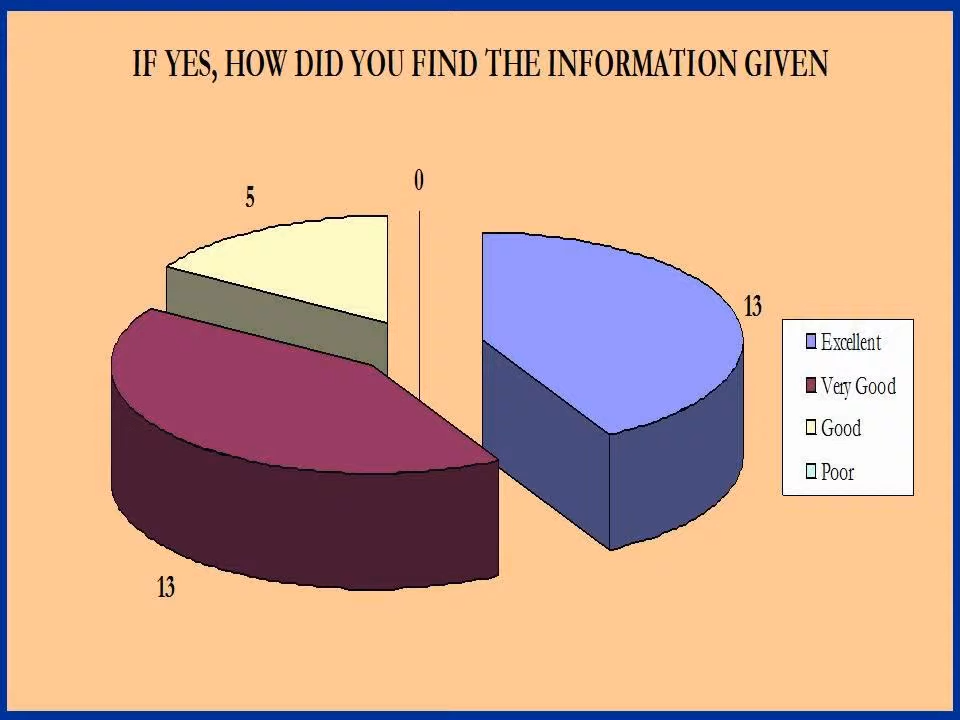 IF YES, HOW DID YOU FIND THE INFORMATION GIVEN
0
5
13
13
Excellent
Very Good
Good
Poor